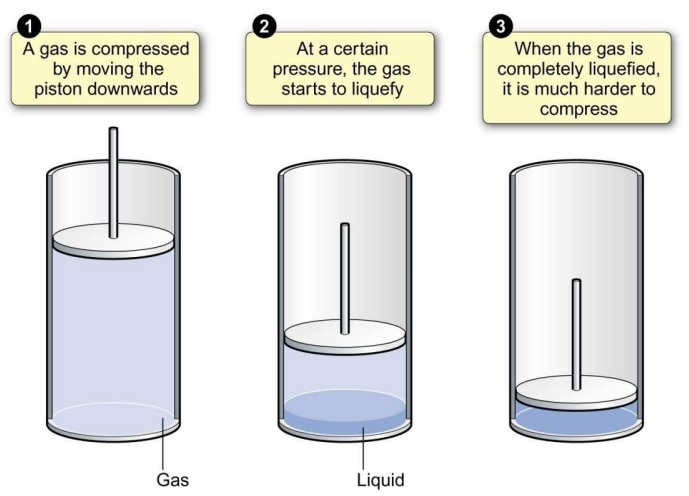 1
A gas is compressed
by moving the
piston downwards
2
At a certain
pressure, the gas
starts to liquefy
3
When the gas is
completely liquefied,
it is much harder to
compress
Gas
Liquid